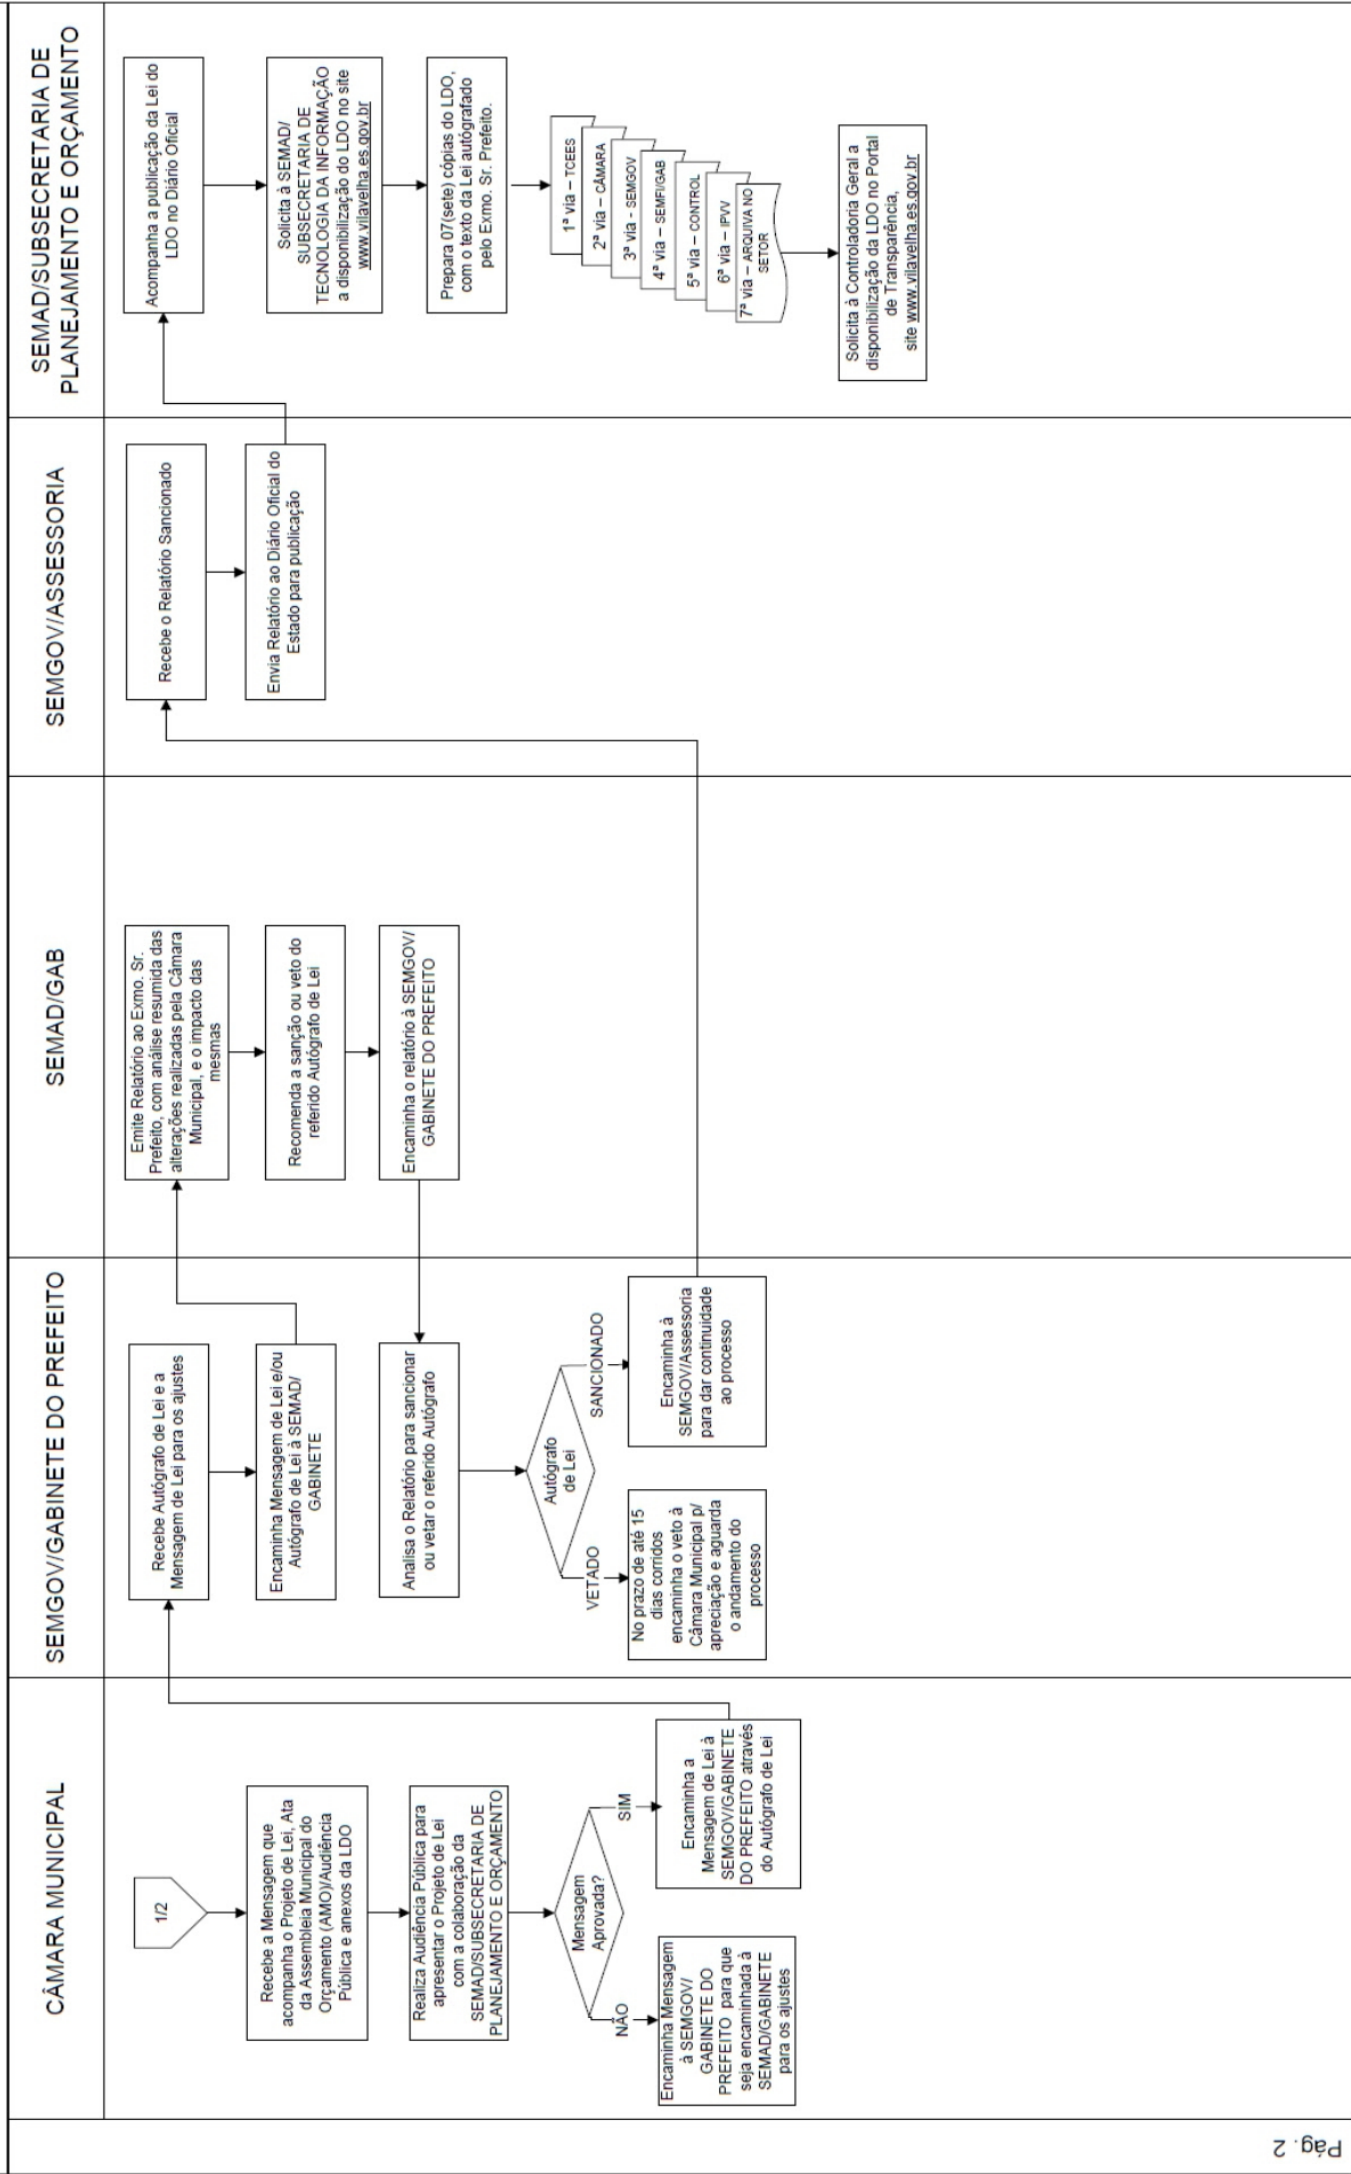 CÂMARA MUNICIPAL
SEMGOV/GABINETE DO PREFEITO
SEMAD/GAB
SEMGOV/ASSESSORIA
SEMAD/SUBSECRETARIA DE
PLANEJAMENTO E ORÇAMENTO
1/2
Recebe a Mensagem que
acompanha o Projeto de Lei, Ata
da Assembleia Municipal do
Orçamento (AMO)/Audiência
Pública e anexos da LDO
Realiza Audiência Pública para
apresentar o Projeto de Lei
com a colaboração da
SEMAD/SUBSECRETARIA DE
PLANEJAMENTO E ORÇAMENTO
Mensagem
Aprovada?
NÃO
SIM
Encaminha Mensagem
à SEMGOV/
GABINETE DO
PREFEITO para que
seja encaminhada à
SEMAD/GABINETE
para os ajustes
Encaminha a
Mensagem de Lei à
SEMGOV/GABINETE
DO PREFEITO através
do Autógrafo de Lei
Recebe Autógrafo de Lei e a
Mensagem de Lei para os ajustes
Encaminha Mensagem de Lei e/ou
Autógrafo de Lei à SEMAD/
GABINETE
Analisa o Relatório para sancionar
ou vetar o referido Autógrafo
Autógrafo
de Lei
VETADO
SANCIONADO
No prazo de até 15
dias corridos
encaminha o veto à
Câmara Municipal p/
apreciação e aguarda
o andamento do
processo
Encaminha à
SEMGOV/Assessoria
para dar continuidade
ao processo
Emite Relatório ao Exmo. Sr.
Prefeito, com análise resumida das
alterações realizadas pela Câmara
Municipal, e o impacto das
mesmas
Recomenda a sanção ou veto do
referido Autógrafo de Lei
Encaminha o relatório à SEMGOV/
GABINETE DO PREFEITO
Recebe o Relatório Sancionado
Envia Relatório ao Diário Oficial do
Estado para publicação
Acompanha a publicação da Lei do
LDO no Diário Oficial
Solicita à SEMAD/
SUBSECRETARIA DE
TECNOLOGIA DA INFORMAÇÃO
a disponibilização do LDO no site
www.vilavelha.es.gov.br
Prepara 07(sete) cópias do LDO,
com o texto da Lei autógrafado
pelo Exmo. Sr. Prefeito.
1ª via – TCEES
2ª via – CÂMARA
3ª via - SEMGOV
4ª via – SEMFI/GAB
5ª via – CONTROL
6ª via – IPVV
7ª via – ARQUIVA NO
SETOR
Solicita à Controladoria Geral a
disponibilização da LDO no Portal
de Transparência,
site www.vilavelha.es.gov.br
Pág. 2